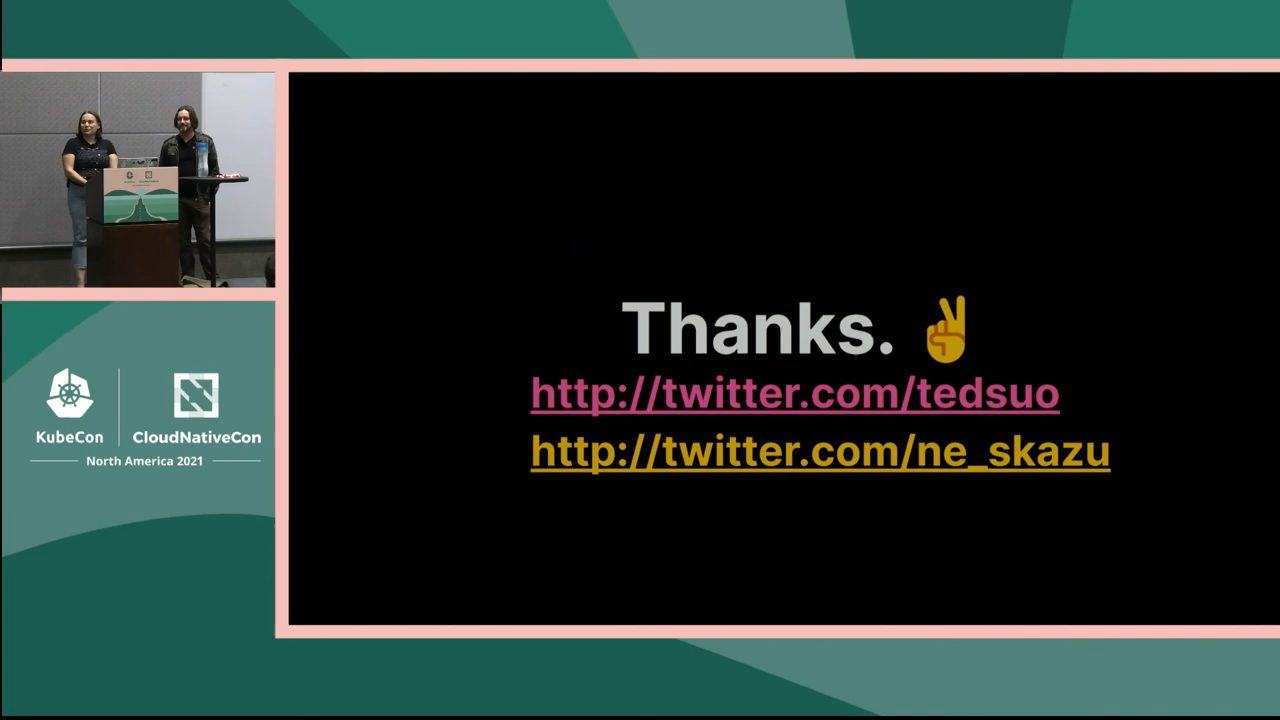 Thanks. ✌
http://twitter.com/tedsuo
http://twitter.com/ne_skazu
KubeCon
CloudNativeCon
North America 2021